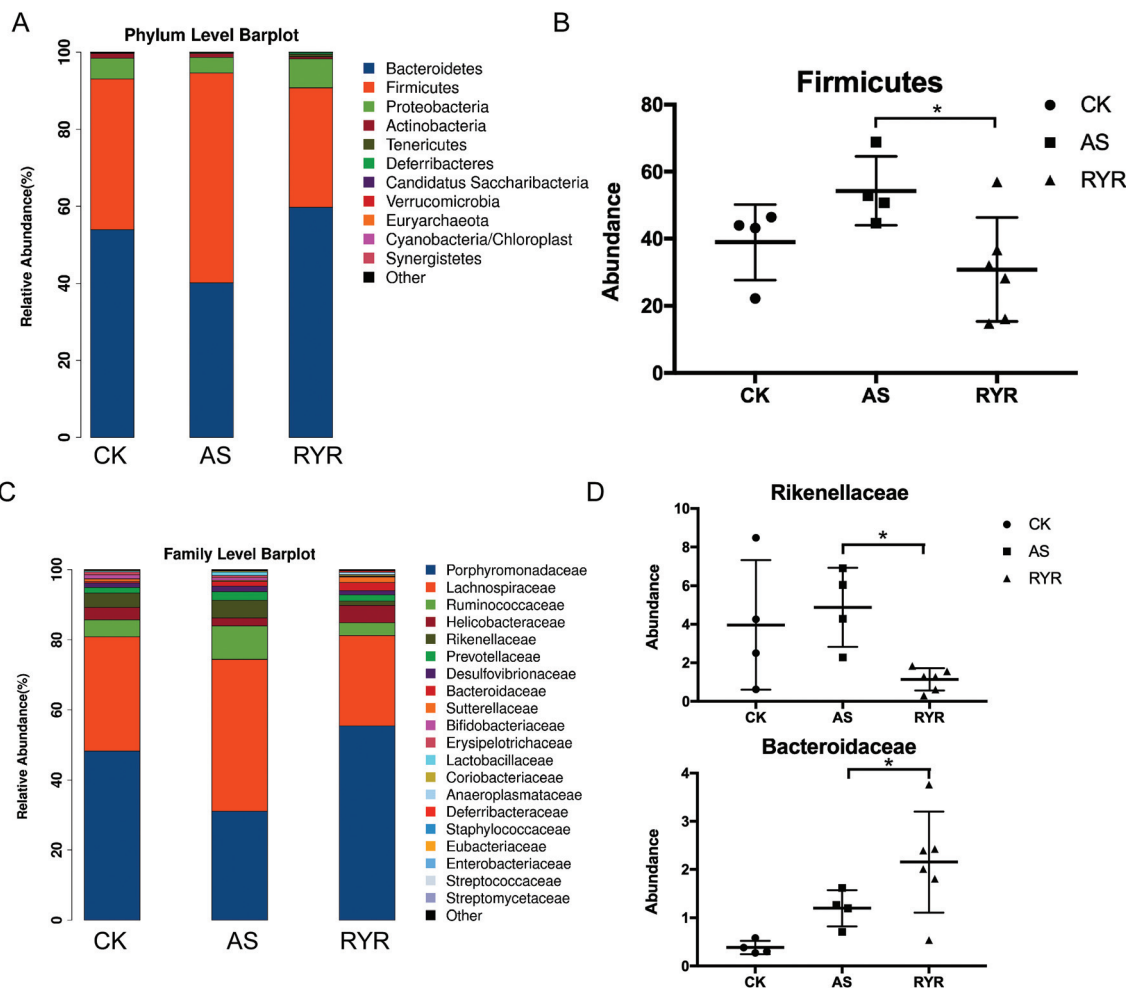 A
Phylum Level Barplot
Relative Abundance(%)
100
80
60
40
20
0
CK
AS
RYR
Bacteroidetes
Firmicutes
Proteobacteria
Actinobacteria
Tenericutes
Deferribacteres
Candidatus Saccharibacteria
Verrucomicrobia
Euryarchaeota
Cyanobacteria/Chloroplast
Synergistetes
Other
B
Firmicutes
Abundance
80
60
40
20
0
*
CK
AS
RYR
CK
AS
RYR
C
Family Level Barplot
Relative Abundance(%)
100
80
60
40
20
0
CK
AS
RYR
Porphyromonadaceae
Lachnospiraceae
Ruminococcaceae
Helicobacteraceae
Rikenellaceae
Prevotellaceae
Desulfovibrionaceae
Bacteroidaceae
Sutterellaceae
Bifidobacteriaceae
Erysipelotrichaceae
Lactobacillaceae
Coriobacteriaceae
Anaeroplasmataceae
Deferribacteraceae
Staphylococcaceae
Eubacteriaceae
Enterobacteriaceae
Streptococcaceae
Streptomycetaceae
Other
D
Rikenellaceae
Abundance
10
8
6
4
2
0
*
CK
AS
RYR
CK
AS
RYR
Bacteroidaceae
Abundance
4
3
2
1
0
*
CK
AS
RYR